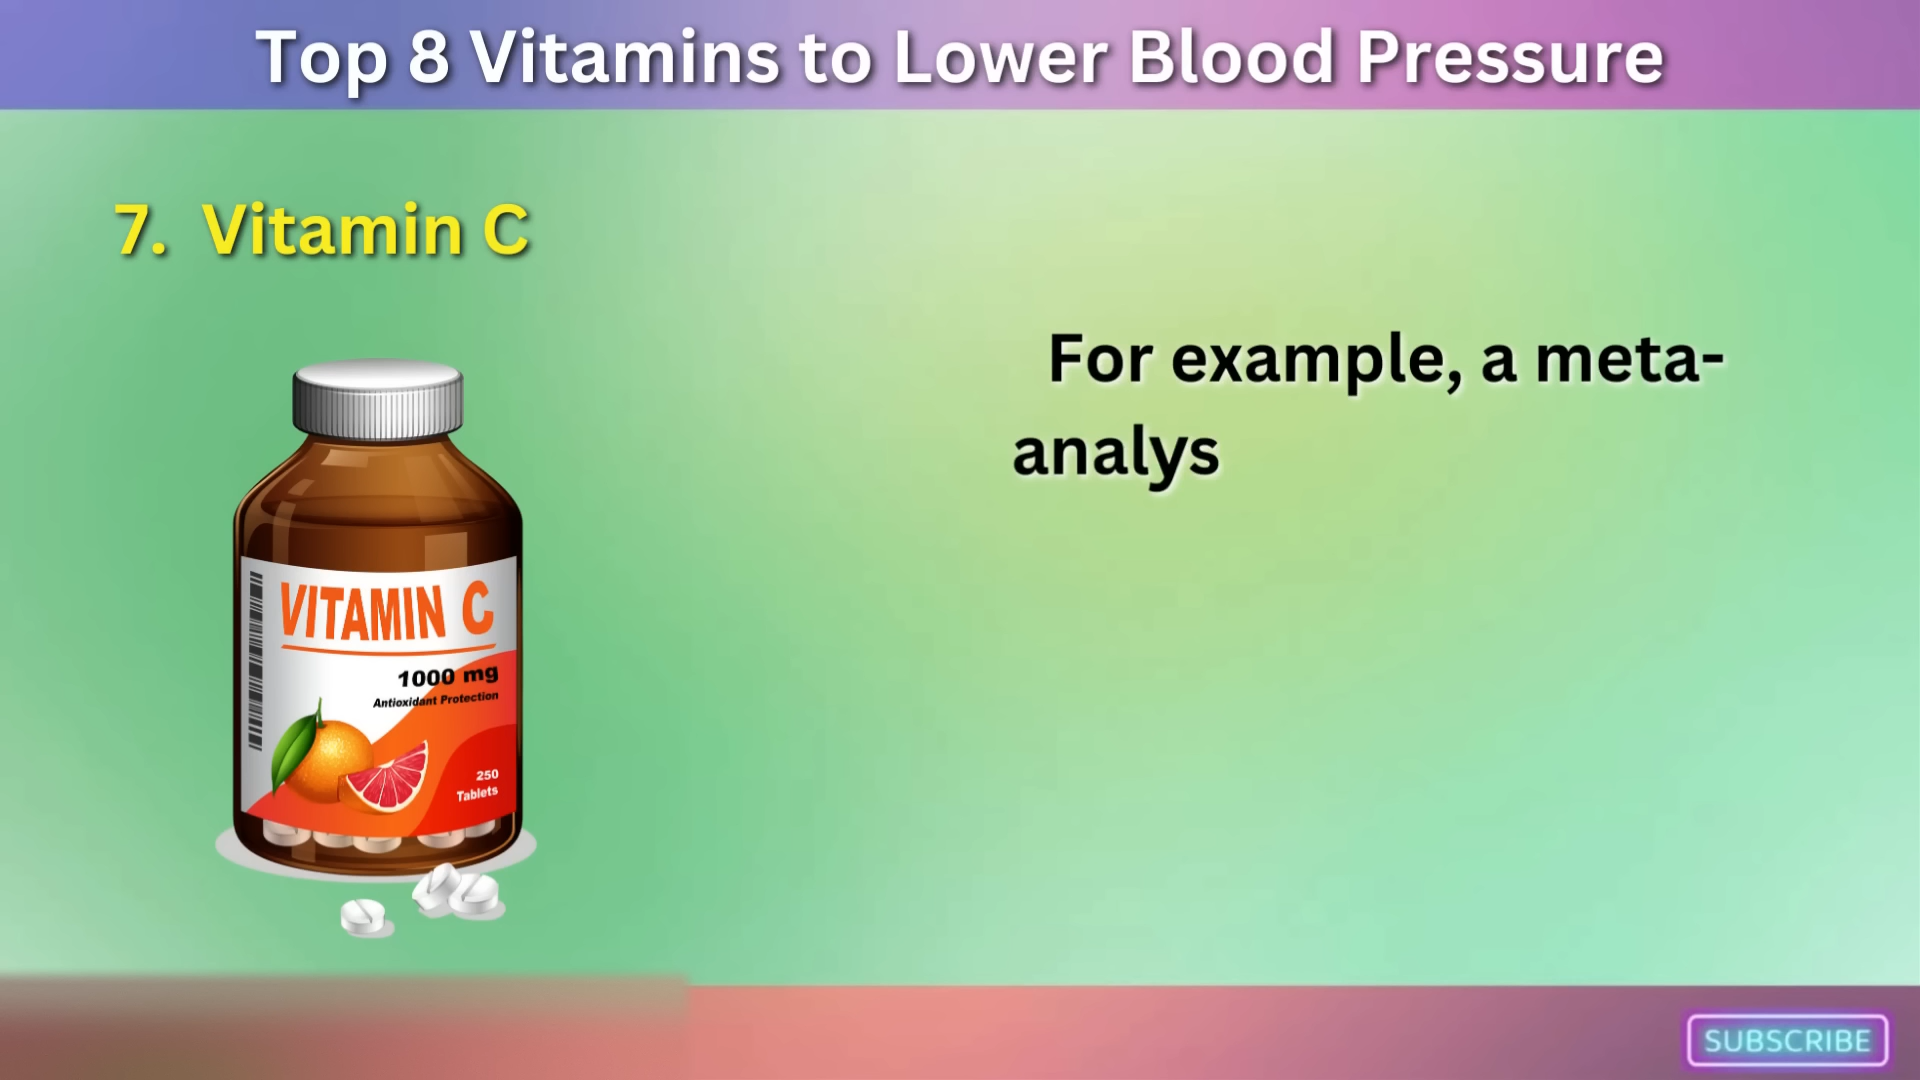 Top 8 Vitamins to Lower Blood Pressure
7. Vitamin C
For example, a meta-
analys
VITAMIN C
1000 mg
Antioxidant Protection
250
Tablets
SUBSCRIBE